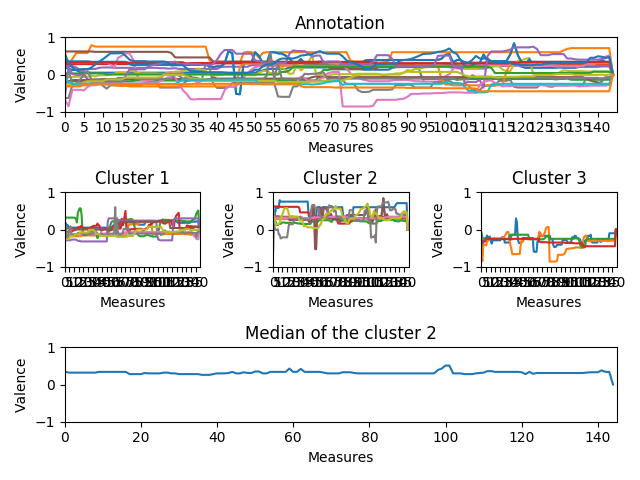 Annotation
Valence
1
0
−1
0 5 10 15 20 25 30 35 40 45 50 55 60 65 70 75 80 85 90 95 100 105 110 115 120 125 130 135 140
Measures
Cluster 1
Cluster 2
Cluster 3
Valence
1
0
−1
Measures
Valence
1
0
−1
Measures
Valence
1
0
−1
Measures
Median of the cluster 2
Valence
1
0
−1
0 20 40 60 80 100 120 140
Measures